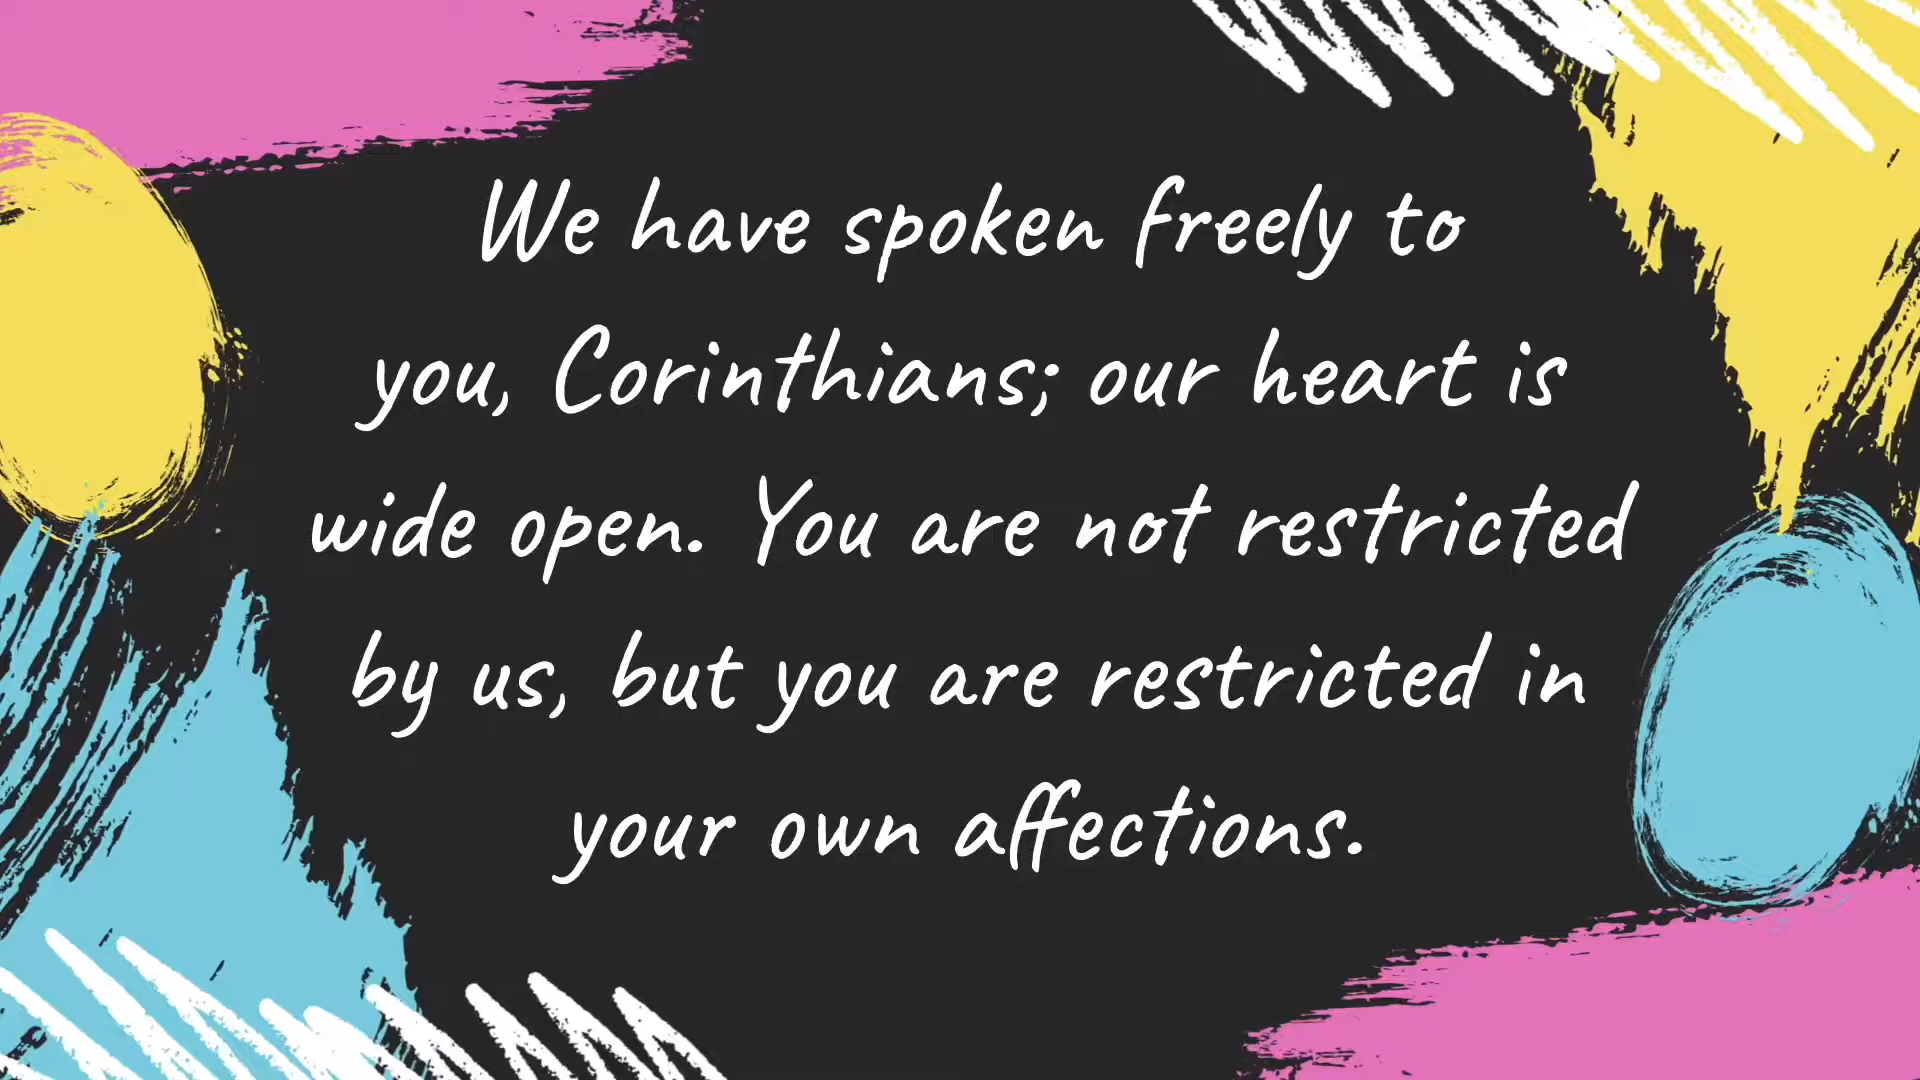 We have spoken freely to
you, Corinthians; our heart is
wide open. You are not restricted
by us, but you are restricted in
your own affections.